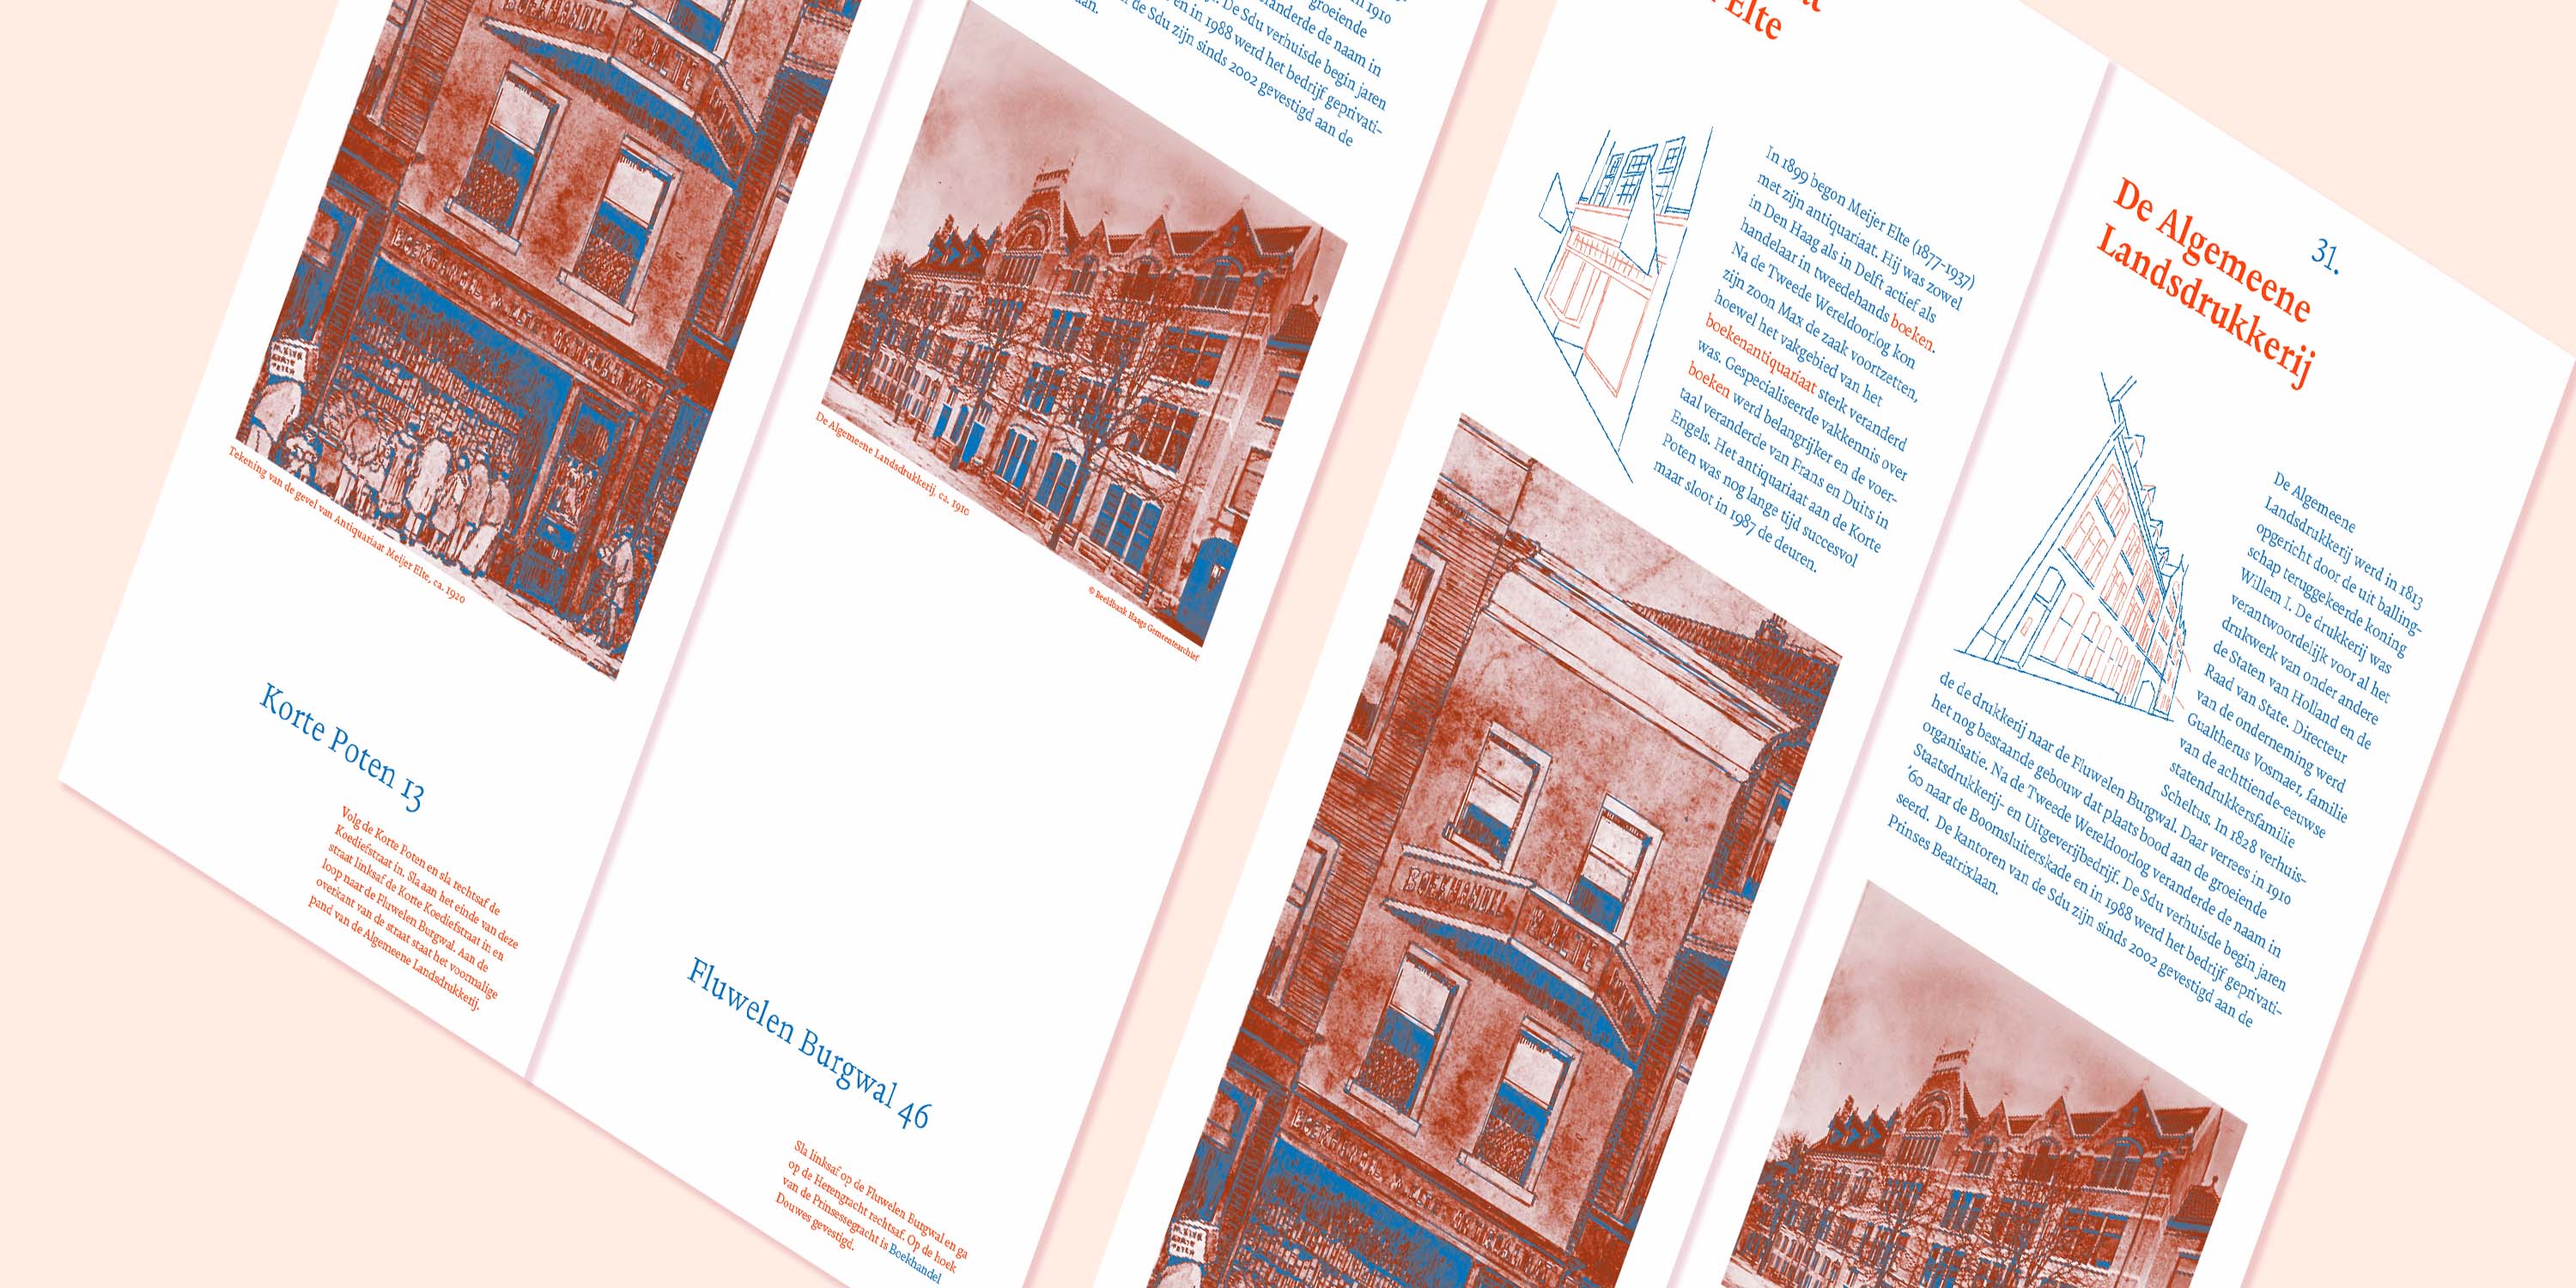 BOEKHANDEL
M. ELTE
Tekening van de gevel van Antiquariaat Meijer Elte, ca. 1920
Korte Poten 13
Volg de Korte Poten en sla rechtsaf de
Koediefstraat in. Sla aan het einde van deze
straat linksaf de Korte Koediefstraat in en
loop naar de Fluwelen Burgwal. Aan de
overkant van de straat staat het voormalige
pand van de Algemeene Landsdrukkerij.
in 1910
groeiende
veranderde de naam in
De Sdu verhuisde begin jaren
en in 1988 werd het bedrijf geprivati-
de Sdu zijn sinds 2002 gevestigd aan de
De Algemeene Landsdrukkerij, ca. 1910
© Beeldbank Haags Gemeentearchief
Fluwelen Burgwal 46
Sla linksaf op de Fluwelen Burgwal en ga
op de Herengracht rechtsaf. Op de hoek
van de Prinsessegracht is Boekhandel
Douwes gevestigd.
Elte
In 1899 begon Meijer Elte (1877-1937)
met zijn antiquariaat. Hij was zowel
in Den Haag als in Delft actief als
handelaar in tweedehands boeken.
Na de Tweede Wereldoorlog kon
zijn zoon Max de zaak voortzetten,
hoewel het vakgebied van het
boekenantiquariaat sterk veranderd
was. Gespecialiseerde vakkennis over
boeken werd belangrijker en de voer-
taal veranderde van Frans en Duits in
Engels. Het antiquariaat aan de Korte
Poten was nog lange tijd succesvol
maar sloot in 1987 de deuren.
BOEKHANDEL
M. ELTE
31.
De Algemeene
Landsdrukkerij
De Algemeene
Landsdrukkerij werd in 1813
opgericht door de uit balling-
schap teruggekeerde koning
Willem I. De drukkerij was
verantwoordelijk voor al het
drukwerk van onder andere
de Staten van Holland en de
Raad van State. Directeur
van de onderneming werd
Gualtherus Vosmaer, familie
van de achttiende-eeuwse
statendrukkersfamilie
Scheltus. In 1828 verhuis-
de de drukkerij naar de Fluwelen Burgwal. Daar verrees in 1910
het nog bestaande gebouw dat plaats bood aan de groeiende
organisatie. Na de Tweede Wereldoorlog veranderde de naam in
Staatsdrukkerij- en Uitgeverijbedrijf. De Sdu verhuisde begin jaren
'60 naar de Boomsluiterskade en in 1988 werd het bedrijf geprivati-
seerd. De kantoren van de Sdu zijn sinds 2002 gevestigd aan de
Prinses Beatrixlaan.